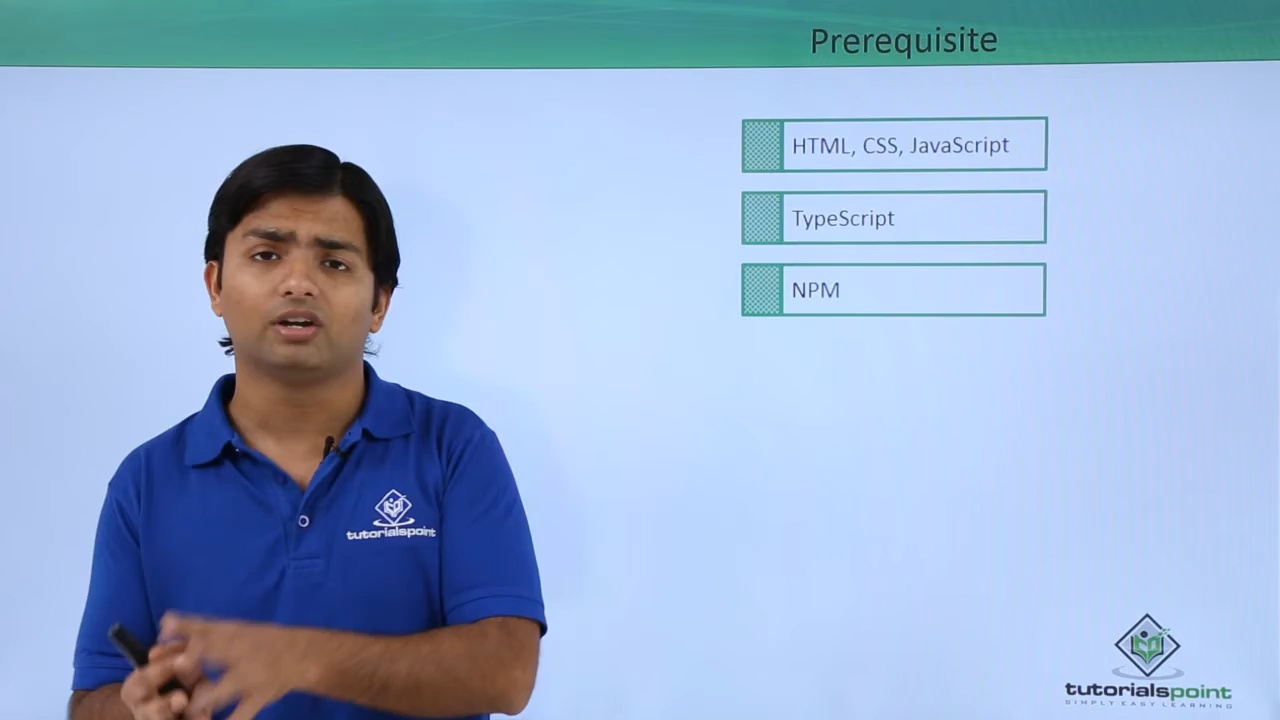 Prerequisite
HTML, CSS, JavaScript
TypeScript
NPM
tutorialspoint
tutorialspoint
SIMPLY EASY LEARNING